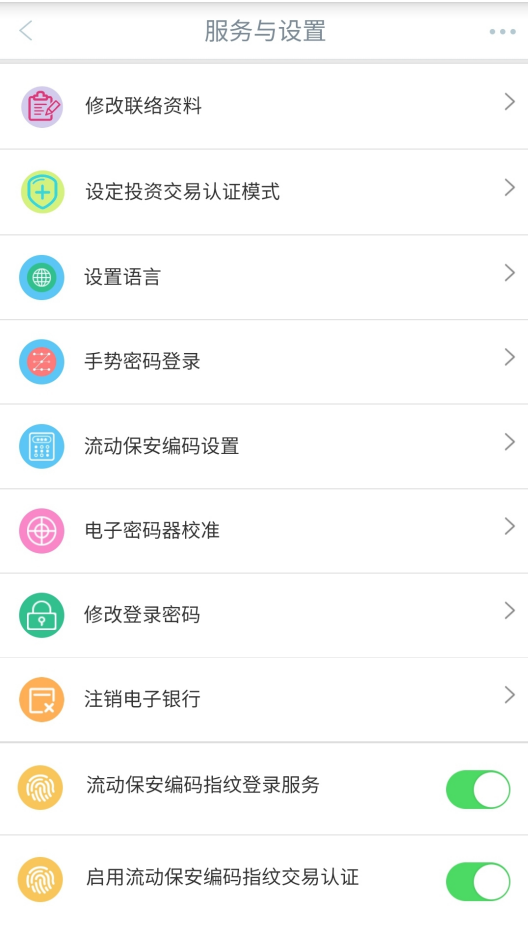 服务与设置
修改联络资料
设定投资交易认证模式
设置语言
手势密码登录
流动保安编码设置
电子密码器校准
修改登录密码
注销电子银行
流动保安编码指纹登录服务
启用流动保安编码指纹交易认证